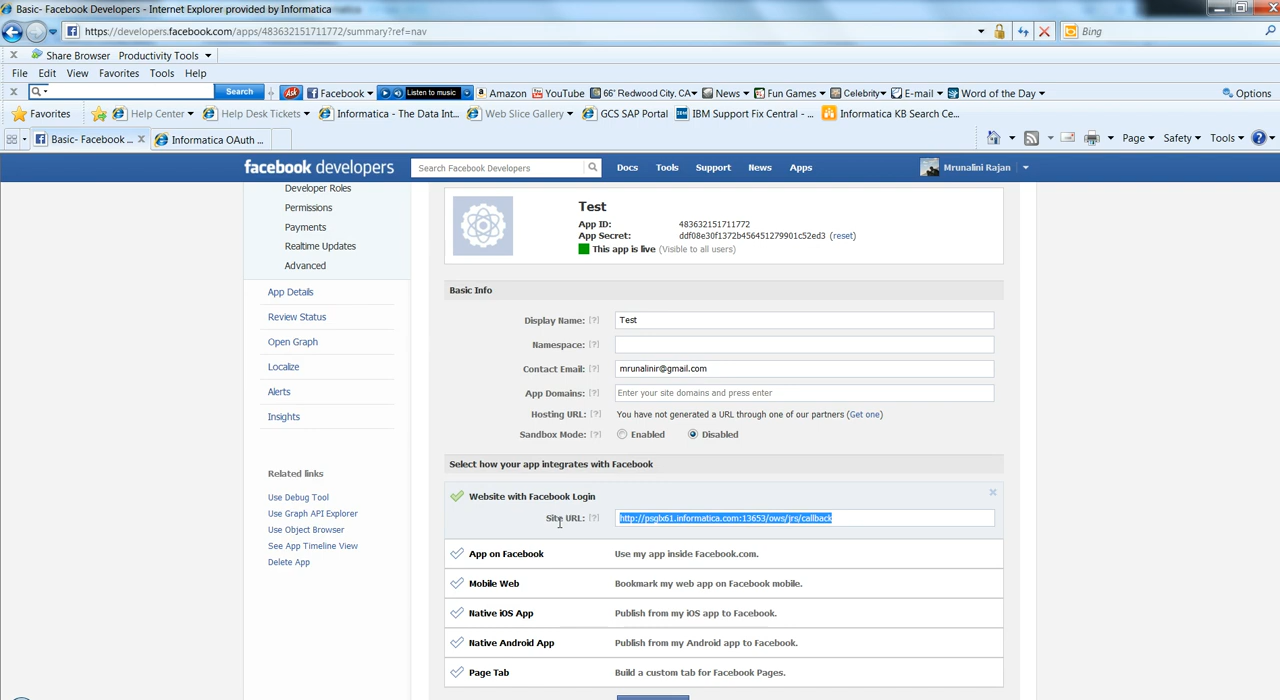 Basic- Facebook Developers - Internet Explorer provided by Informatica
https://developers.facebook.com/apps/483632151711772/summary?ref=nav
Bing
x Share Browser Productivity Tools
File Edit View Favorites Tools Help
x Search Ask Facebook Listen to music Amazon YouTube 66° Redwood City, CA News Fun Games Celebrity E-mail Word of the Day Options
Favorites Help Center Help Desk Tickets Informatica - The Data Int... Web Slice Gallery GCS SAP Portal IBM Support Fix Central - ... Informatica KB Search Ce...
Basic- Facebook ... x Informatica OAuth ... Page Safety Tools
facebook developers Search Facebook Developers Docs Tools Support News Apps Mrunalini Rajan
Developer Roles
Permissions
Payments
Realtime Updates
Advanced
App Details
Review Status
Open Graph
Localize
Alerts
Insights
Related links
Use Debug Tool
Use Graph API Explorer
Use Object Browser
See App Timeline View
Delete App
Test
App ID: 483632151711772
App Secret: ddf08e30f1372b456451279901c52ed3 (reset)
This app is live (Visible to all users)
Basic Info
Display Name: [?] Test
Namespace: [?]
Contact Email: [?] mrunalinir@gmail.com
App Domains: [?] Enter your site domains and press enter
Hosting URL: [?] You have not generated a URL through one of our partners (Get one)
Sandbox Mode: [?] Enabled Disabled
Select how your app integrates with Facebook
Website with Facebook Login x
Site URL: [?] http://psglx61.informatica.com:13653/ows/jrs/callback
App on Facebook Use my app inside Facebook.com.
Mobile Web Bookmark my web app on Facebook mobile.
Native iOS App Publish from my iOS app to Facebook.
Native Android App Publish from my Android app to Facebook.
Page Tab Build a custom tab for Facebook Pages.